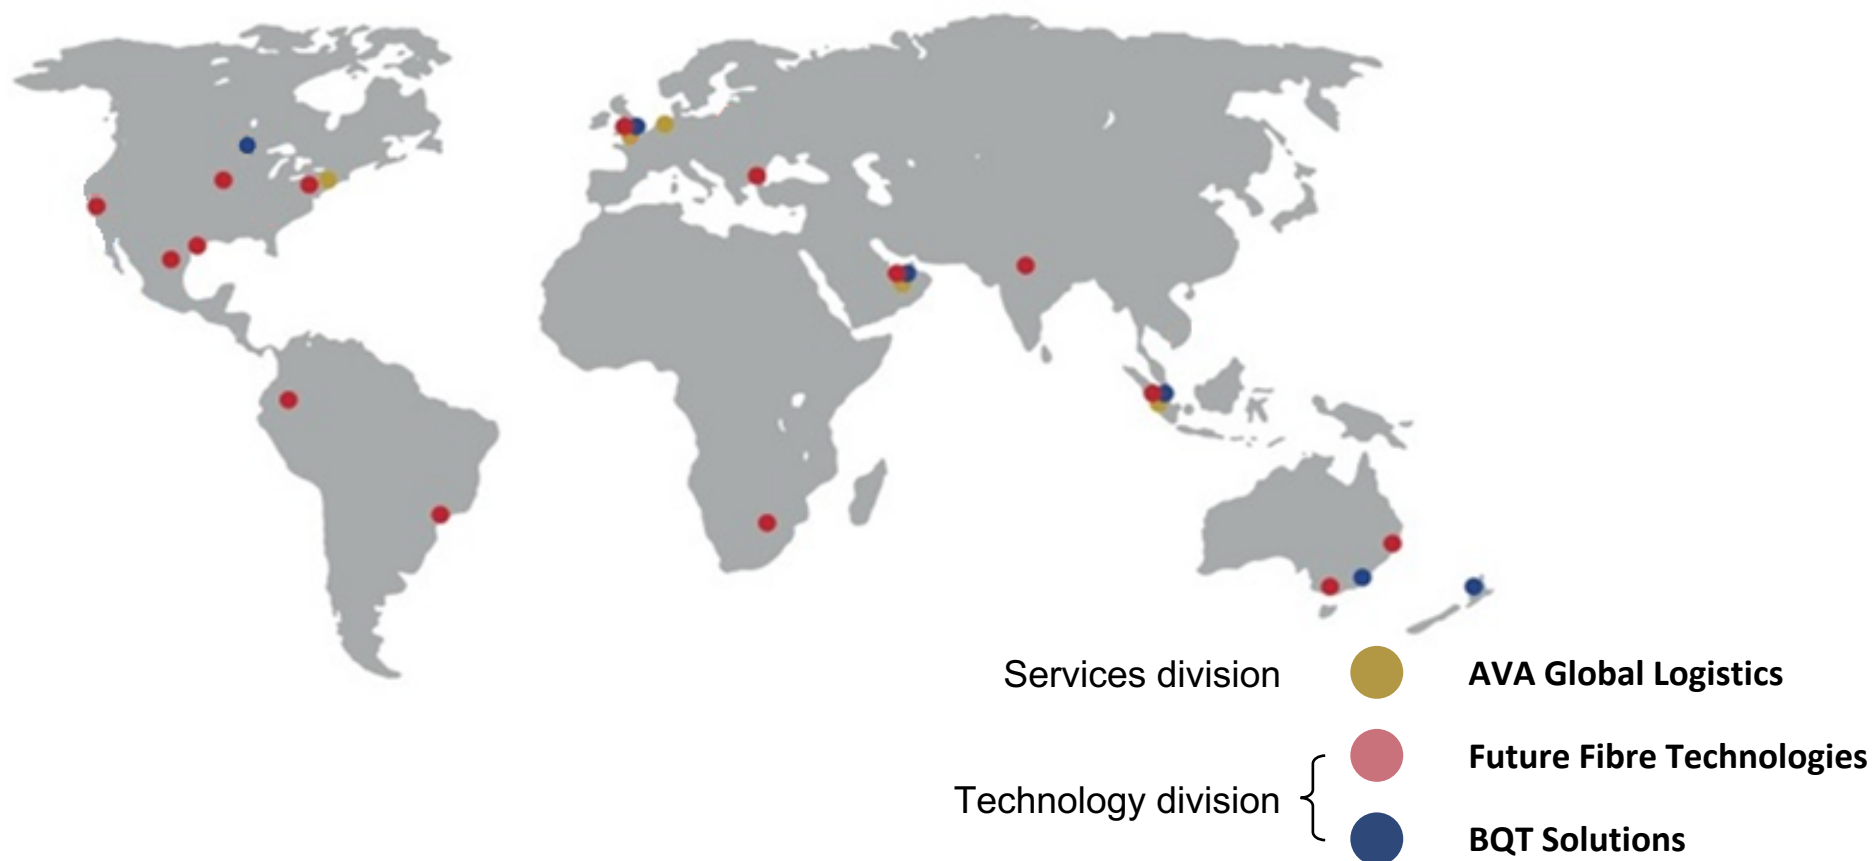 Services division
AVA Global Logistics
Future Fibre Technologies
Technology division
BQT Solutions